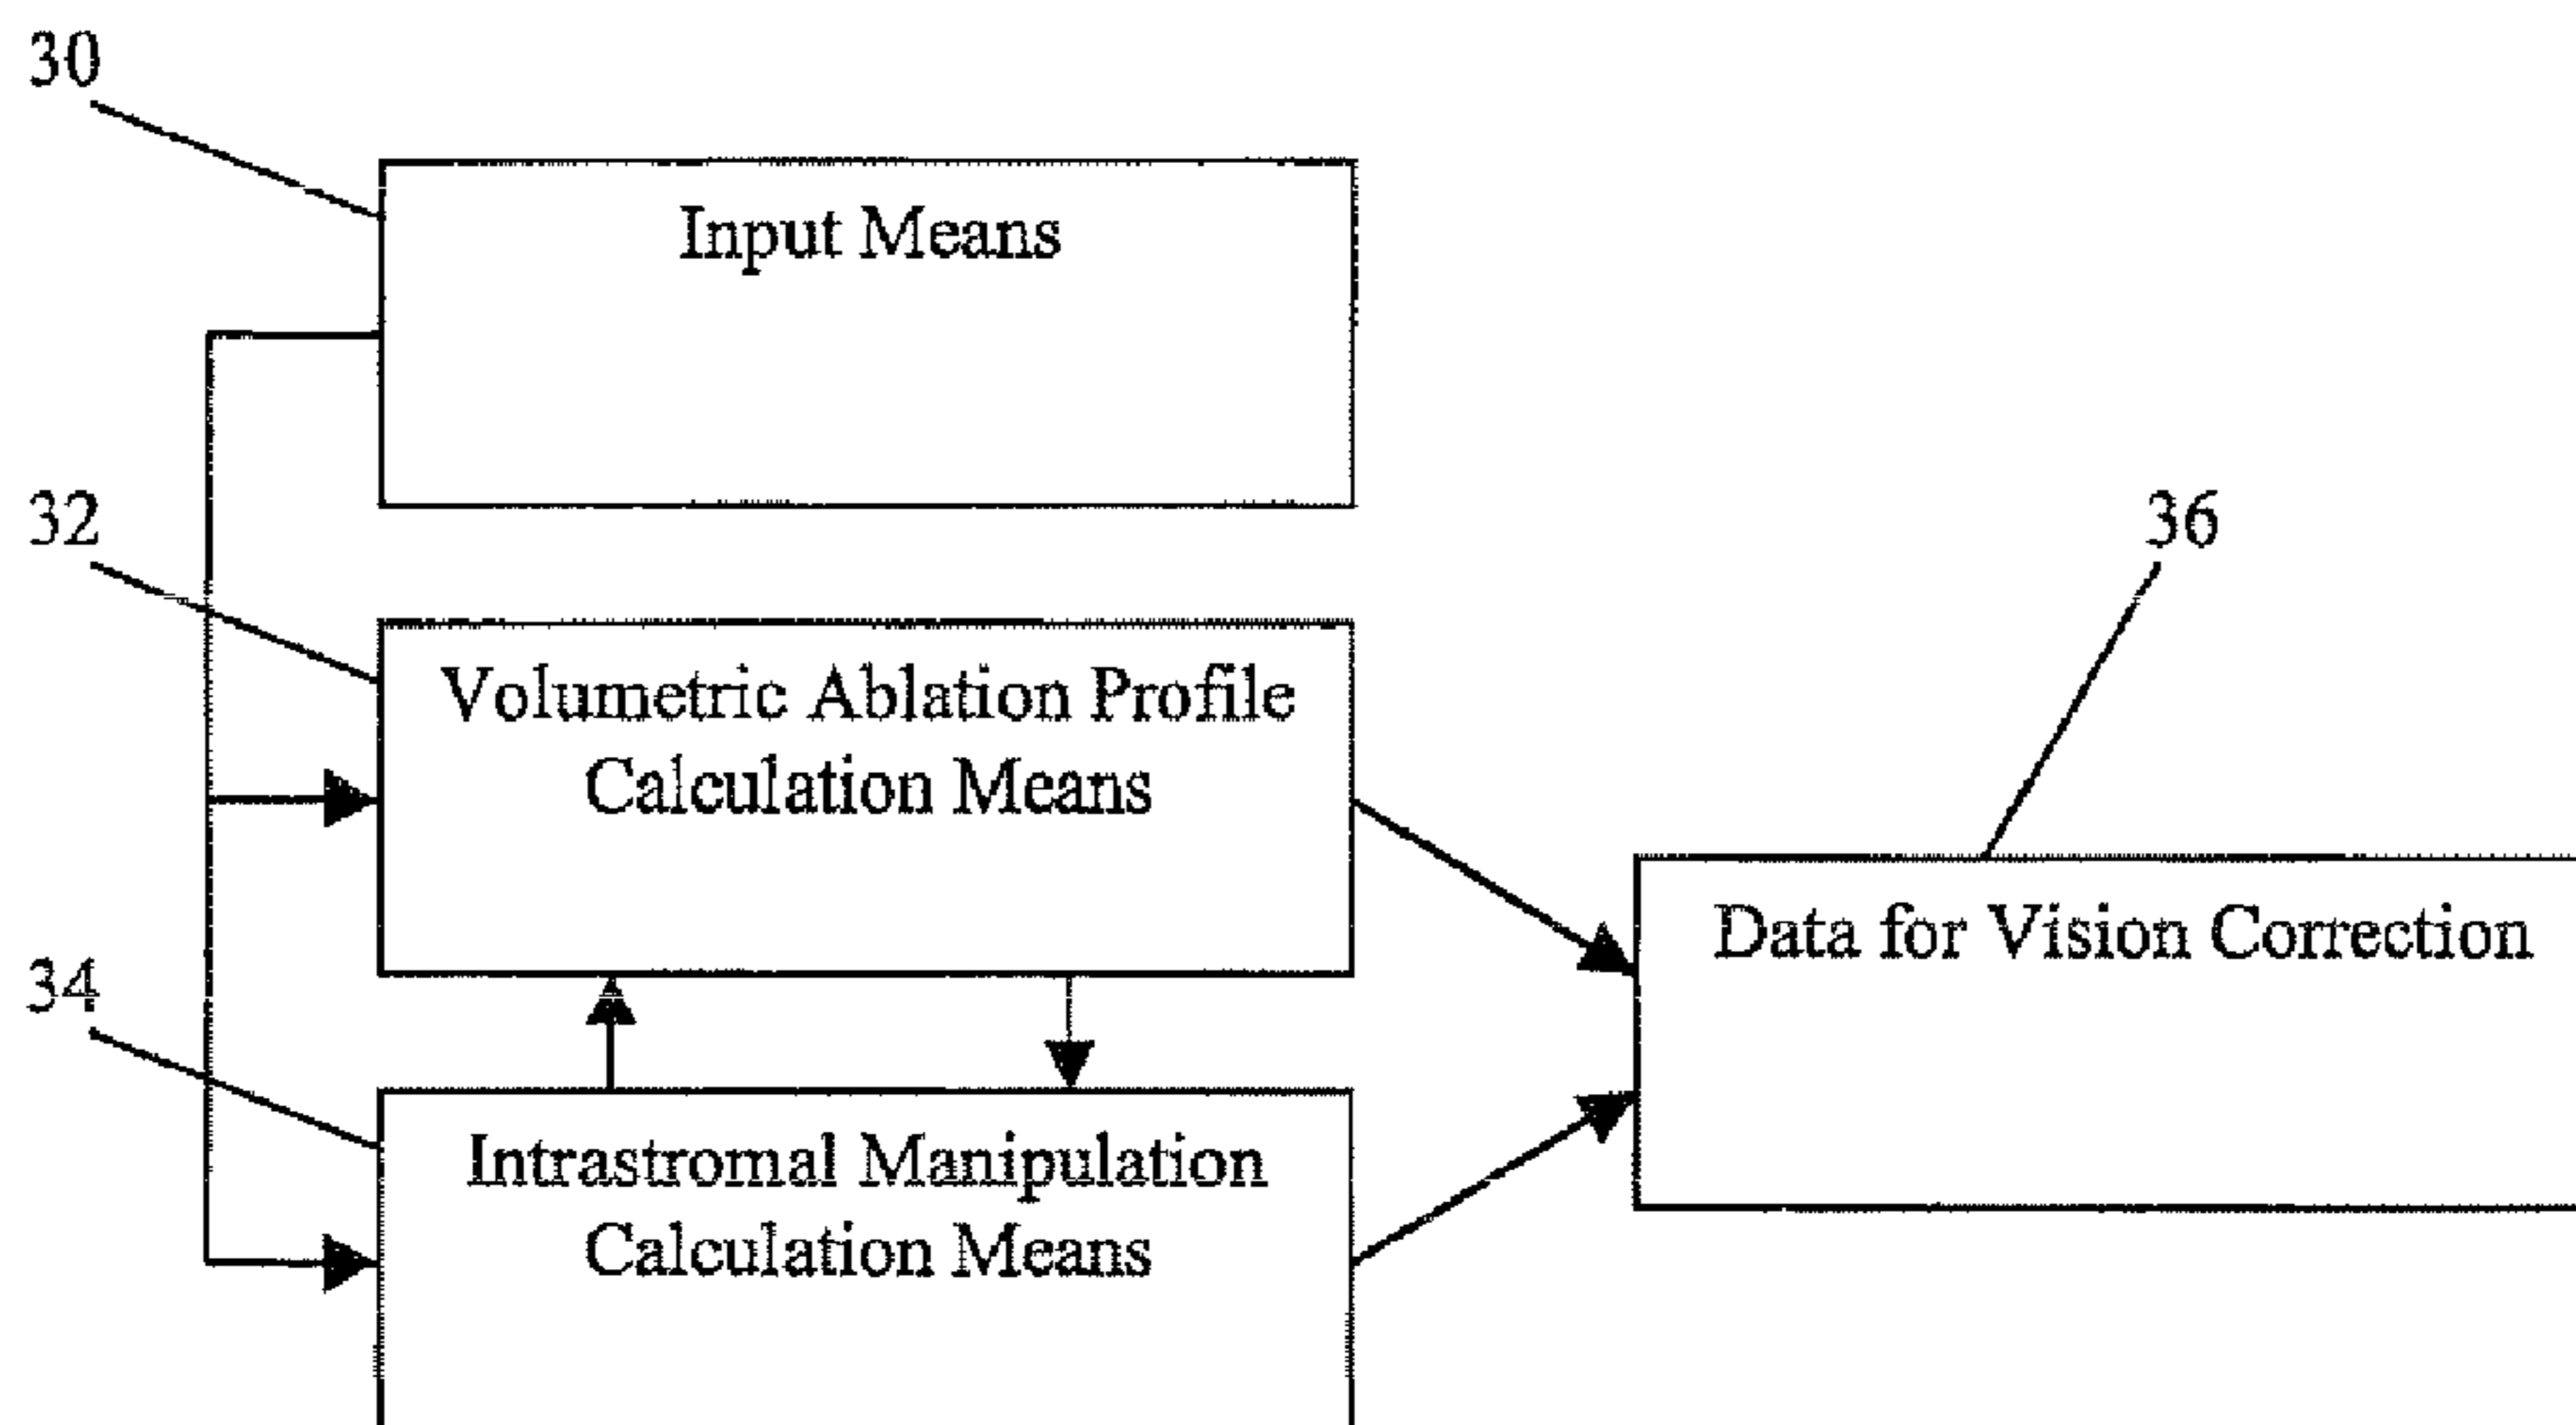 30
Input Means
32
Volumetric Ablation Profile
Calculation Means
36
Data for Vision Correction
34
Intrastromal Manipulation
Calculation Means